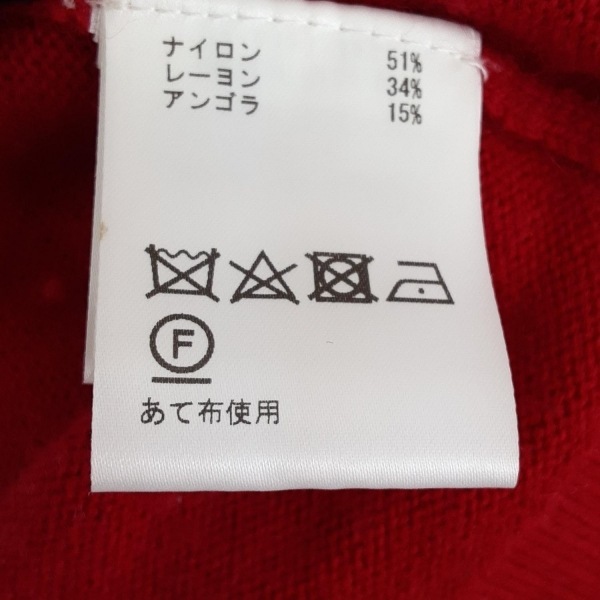 ナイロン 51%
レーヨン 34%
アンゴラ 15%
F
あて布使用